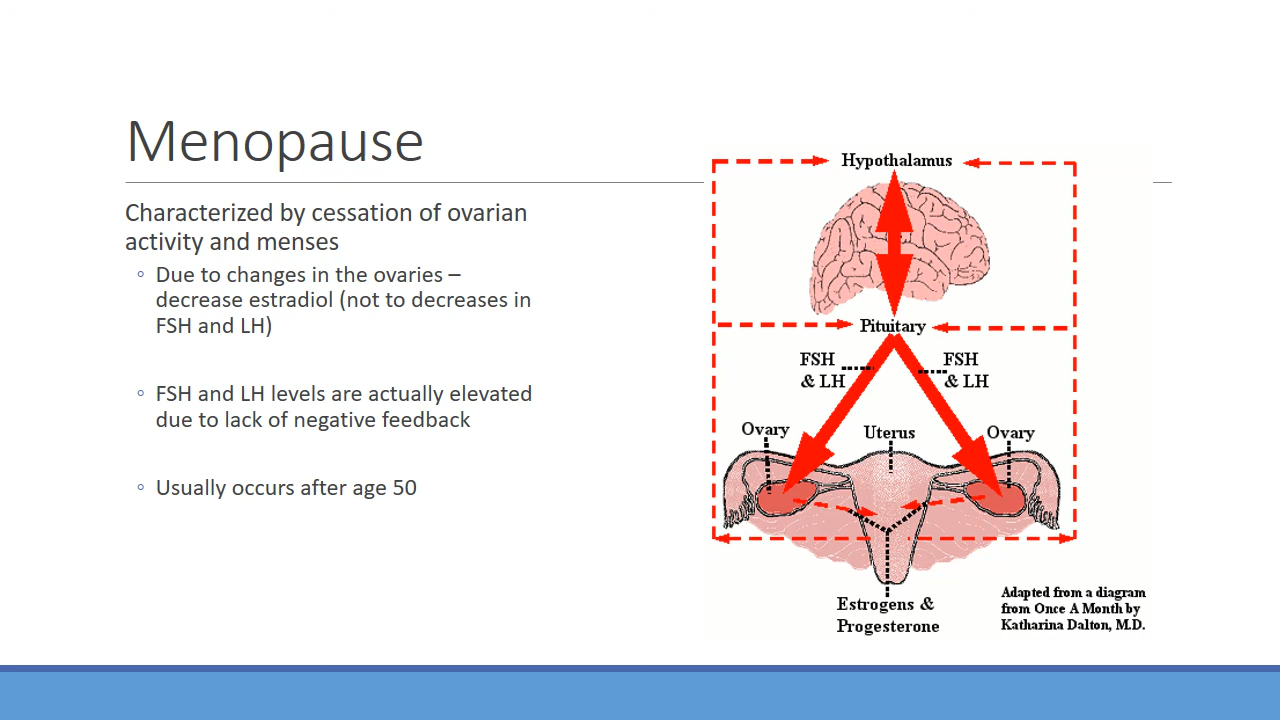 Menopause
Characterized by cessation of ovarian
activity and menses
◦ Due to changes in the ovaries –
decrease estradiol (not to decreases in
FSH and LH)
◦ FSH and LH levels are actually elevated
due to lack of negative feedback
◦ Usually occurs after age 50
Hypothalamus
Pituitary
FSH
& LH
FSH
& LH
Ovary
Uterus
Ovary
Estrogens &
Progesterone
Adapted from a diagram
from Once A Month by
Katharina Dalton, M.D.